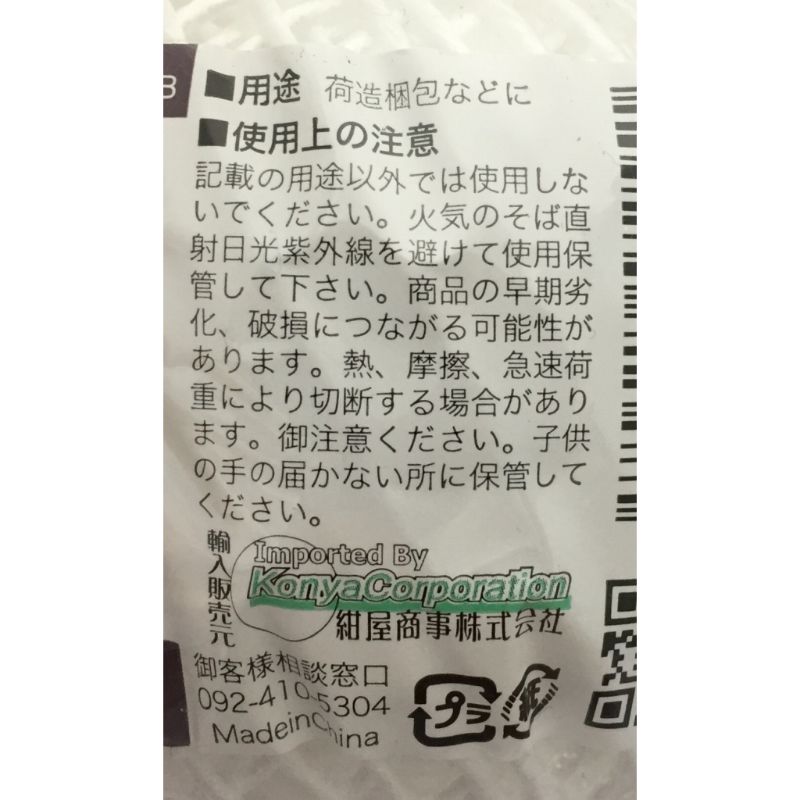 ■用途 荷造梱包などに
■使用上の注意
記載の用途以外では使用しな
いでください。火気のそば直
射日光紫外線を避けて使用保
管して下さい。商品の早期劣
化、破損につながる可能性が
あります。熱、摩擦、急速荷
重により切断する場合があり
ます。御注意ください。子供
の手の届かない所に保管して
ください。
輸入販売元
Imported By
KonyaCorporation
紺屋商事株式会社
御客様相談窓口
092-410-5304
MadeinChina
プラ